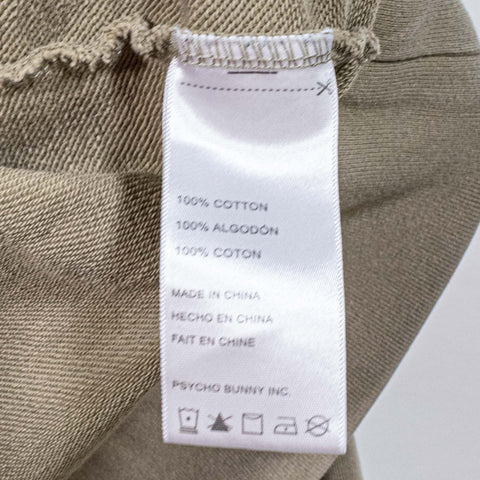 100% COTTON
100% ALGODÓN
100% COTON
MADE IN CHINA
HECHO EN CHINA
FAIT EN CHINE
PSYCHO BUNNY INC.